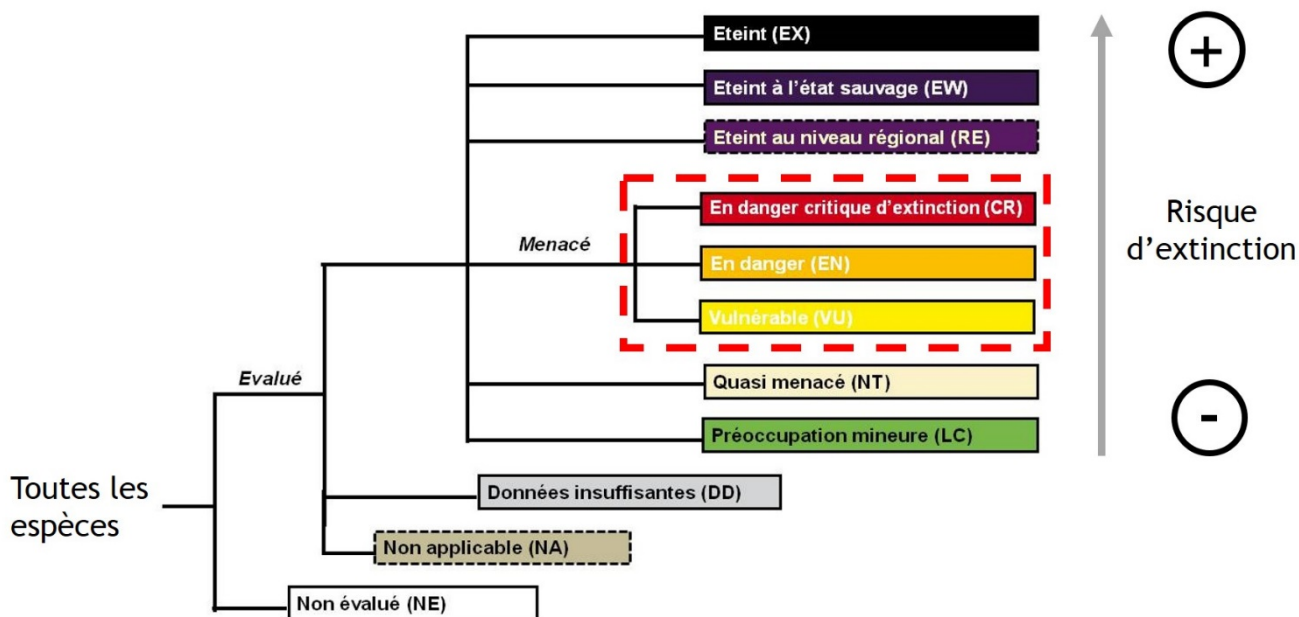 Eteint (EX)
+
Eteint à l'état sauvage (EW)
Eteint au niveau régional (RE)
En danger critique d'extinction (CR)
Risque
d'extinction
Menacé
En danger (EN)
Vulnérable (VU)
Evalué
Quasi menacé (NT)
-
Préoccupation mineure (LC)
Toutes les
espèces
Données insuffisantes (DD)
Non applicable (NA)
Non évalué (NE)